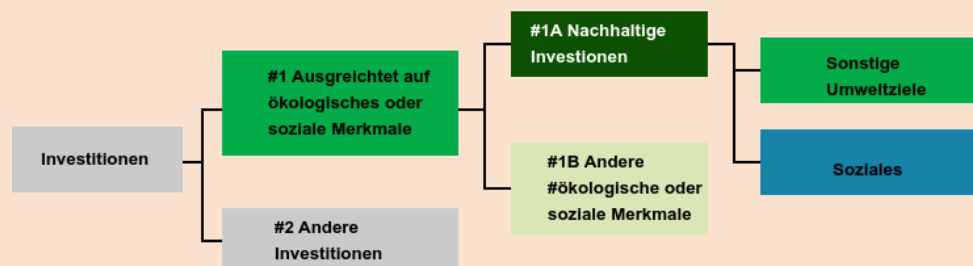 Investitionen
#1 Ausgreichtet auf
ökologisches oder
soziale Merkmale
#2 Andere
Investitionen
#1A Nachhaltige
Investionen
#1B Andere
#ökologische oder
soziale Merkmale
Sonstige
Umweltziele
Soziales